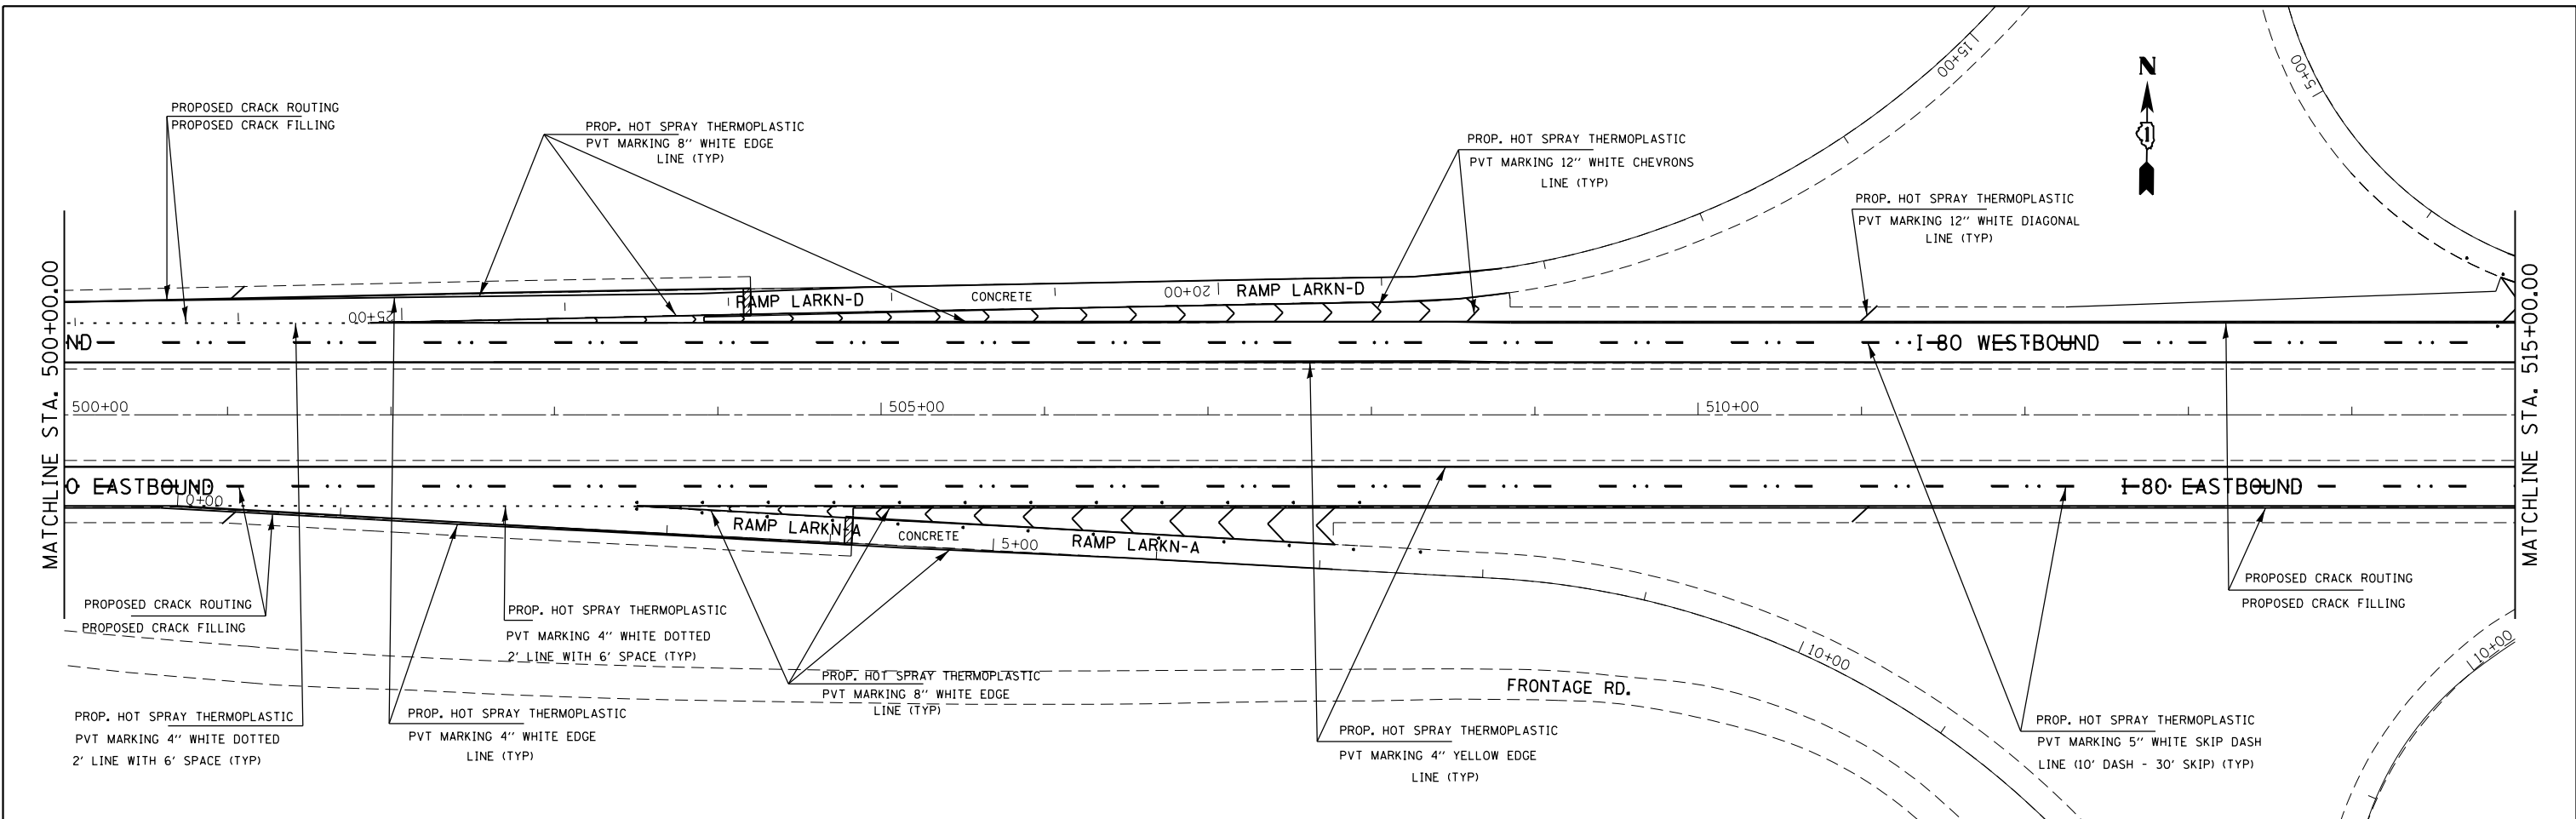 PROPOSED CRACK ROUTING
PROPOSED CRACK FILLING
PROP. HOT SPRAY THERMOPLASTIC
PVT MARKING 8" WHITE EDGE
LINE (TYP)
PROP. HOT SPRAY THERMOPLASTIC
PVT MARKING 12" WHITE CHEVRONS
LINE (TYP)
PROP. HOT SPRAY THERMOPLASTIC
PVT MARKING 12" WHITE DIAGONAL
LINE (TYP)
N
1
15+00
5+00
MATCHLINE STA. 500+00.00
MATCHLINE STA. 515+00.00
25+00
RAMP LARKN-D
CONCRETE
20+00
RAMP LARKN-D
ND
I-80 WESTBOUND
500+00
505+00
510+00
0 EASTBOUND
0+00
I-80 EASTBOUND
RAMP LARKN-A
CONCRETE
5+00
RAMP LARKN-A
PROPOSED CRACK ROUTING
PROPOSED CRACK FILLING
PROP. HOT SPRAY THERMOPLASTIC
PVT MARKING 4" WHITE DOTTED
2' LINE WITH 6' SPACE (TYP)
PROP. HOT SPRAY THERMOPLASTIC
PVT MARKING 8" WHITE EDGE
LINE (TYP)
PROPOSED CRACK ROUTING
PROPOSED CRACK FILLING
10+00
10+00
FRONTAGE RD.
PROP. HOT SPRAY THERMOPLASTIC
PVT MARKING 4" WHITE DOTTED
2' LINE WITH 6' SPACE (TYP)
PROP. HOT SPRAY THERMOPLASTIC
PVT MARKING 4" WHITE EDGE
LINE (TYP)
PROP. HOT SPRAY THERMOPLASTIC
PVT MARKING 4" YELLOW EDGE
LINE (TYP)
PROP. HOT SPRAY THERMOPLASTIC
PVT MARKING 5" WHITE SKIP DASH
LINE (10' DASH - 30' SKIP) (TYP)